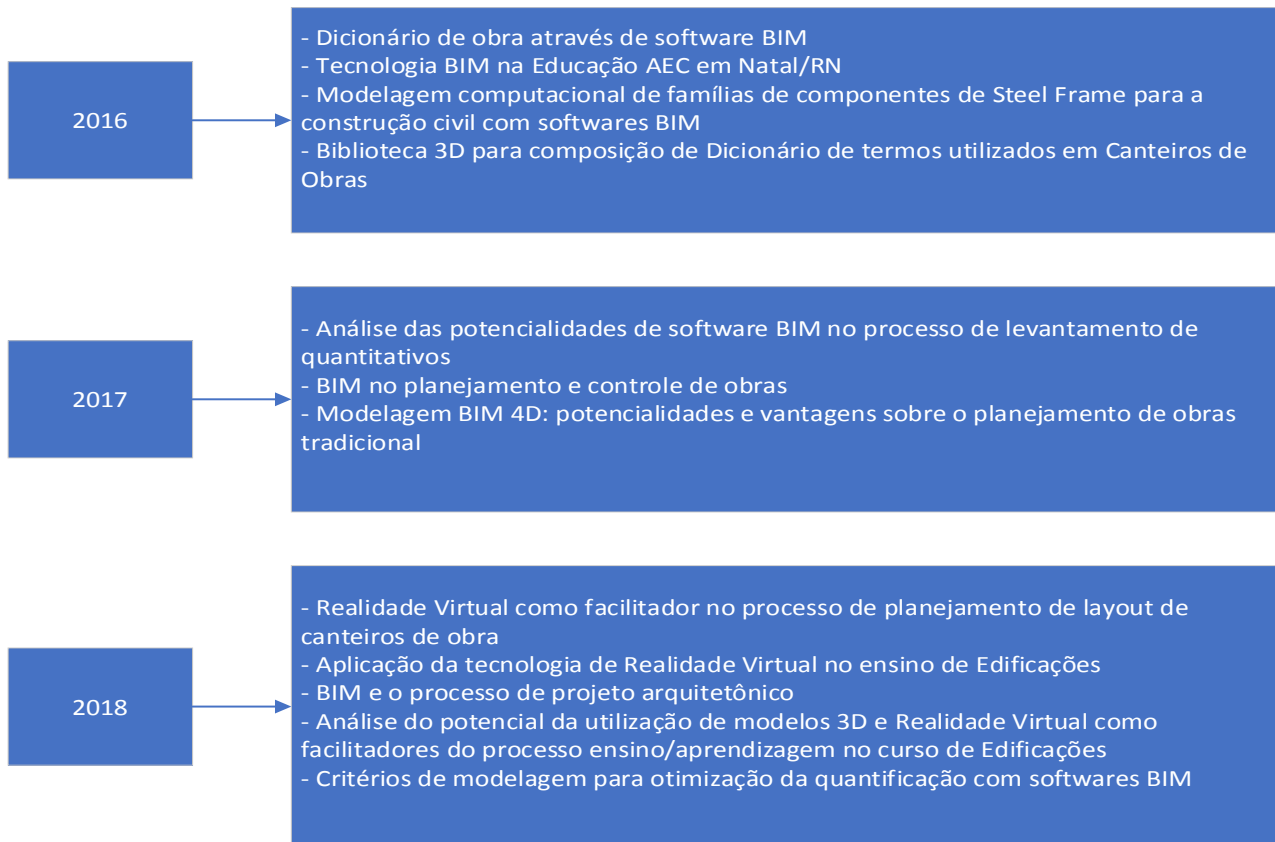 2016
- Dicionário de obra através de software BIM
- Tecnologia BIM na Educação AEC em Natal/RN
- Modelagem computacional de famílias de componentes de Steel Frame para a
construção civil com softwares BIM
- Biblioteca 3D para composição de Dicionário de termos utilizados em Canteiros de
Obras
2017
- Análise das potencialidades de software BIM no processo de levantamento de
quantitativos
- BIM no planejamento e controle de obras
- Modelagem BIM 4D: potencialidades e vantagens sobre o planejamento de obras
tradicional
2018
- Realidade Virtual como facilitador no processo de planejamento de layout de
canteiros de obra
- Aplicação da tecnologia de Realidade Virtual no ensino de Edificações
- BIM e o processo de projeto arquitetônico
- Análise do potencial da utilização de modelos 3D e Realidade Virtual como
facilitadores do processo ensino/aprendizagem no curso de Edificações
- Critérios de modelagem para otimização da quantificação com softwares BIM